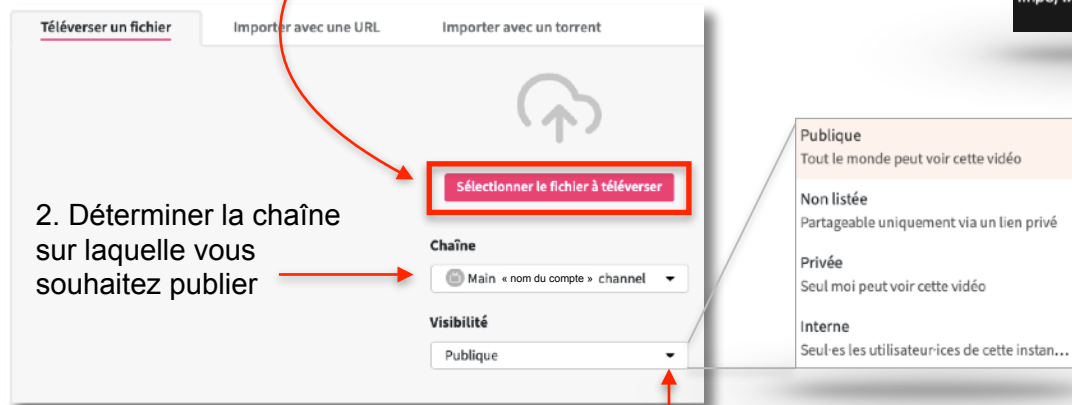 Téléverser un fichier
Importer avec une URL
Importer avec un torrent
Sélectionner le fichier à téléverser
2. Déterminer la chaîne
sur laquelle vous
souhaitez publier
Chaîne
Main « nom du compte » channel
Visibilité
Publique
Publique
Tout le monde peut voir cette vidéo
Non listée
Partageable uniquement via un lien privé
Privée
Seul moi peut voir cette vidéo
Interne
Seul·es les utilisateur·ices de cette instan...